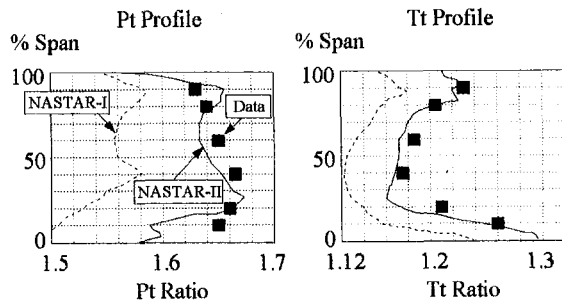 Pt Profile
Tt Profile
% Span
% Span
100
NASTAR-I
Data
50
NASTAR-II
0
1.5
1.6
1.7
Pt Ratio
100
50
0
1.12
1.2
1.3
Tt Ratio